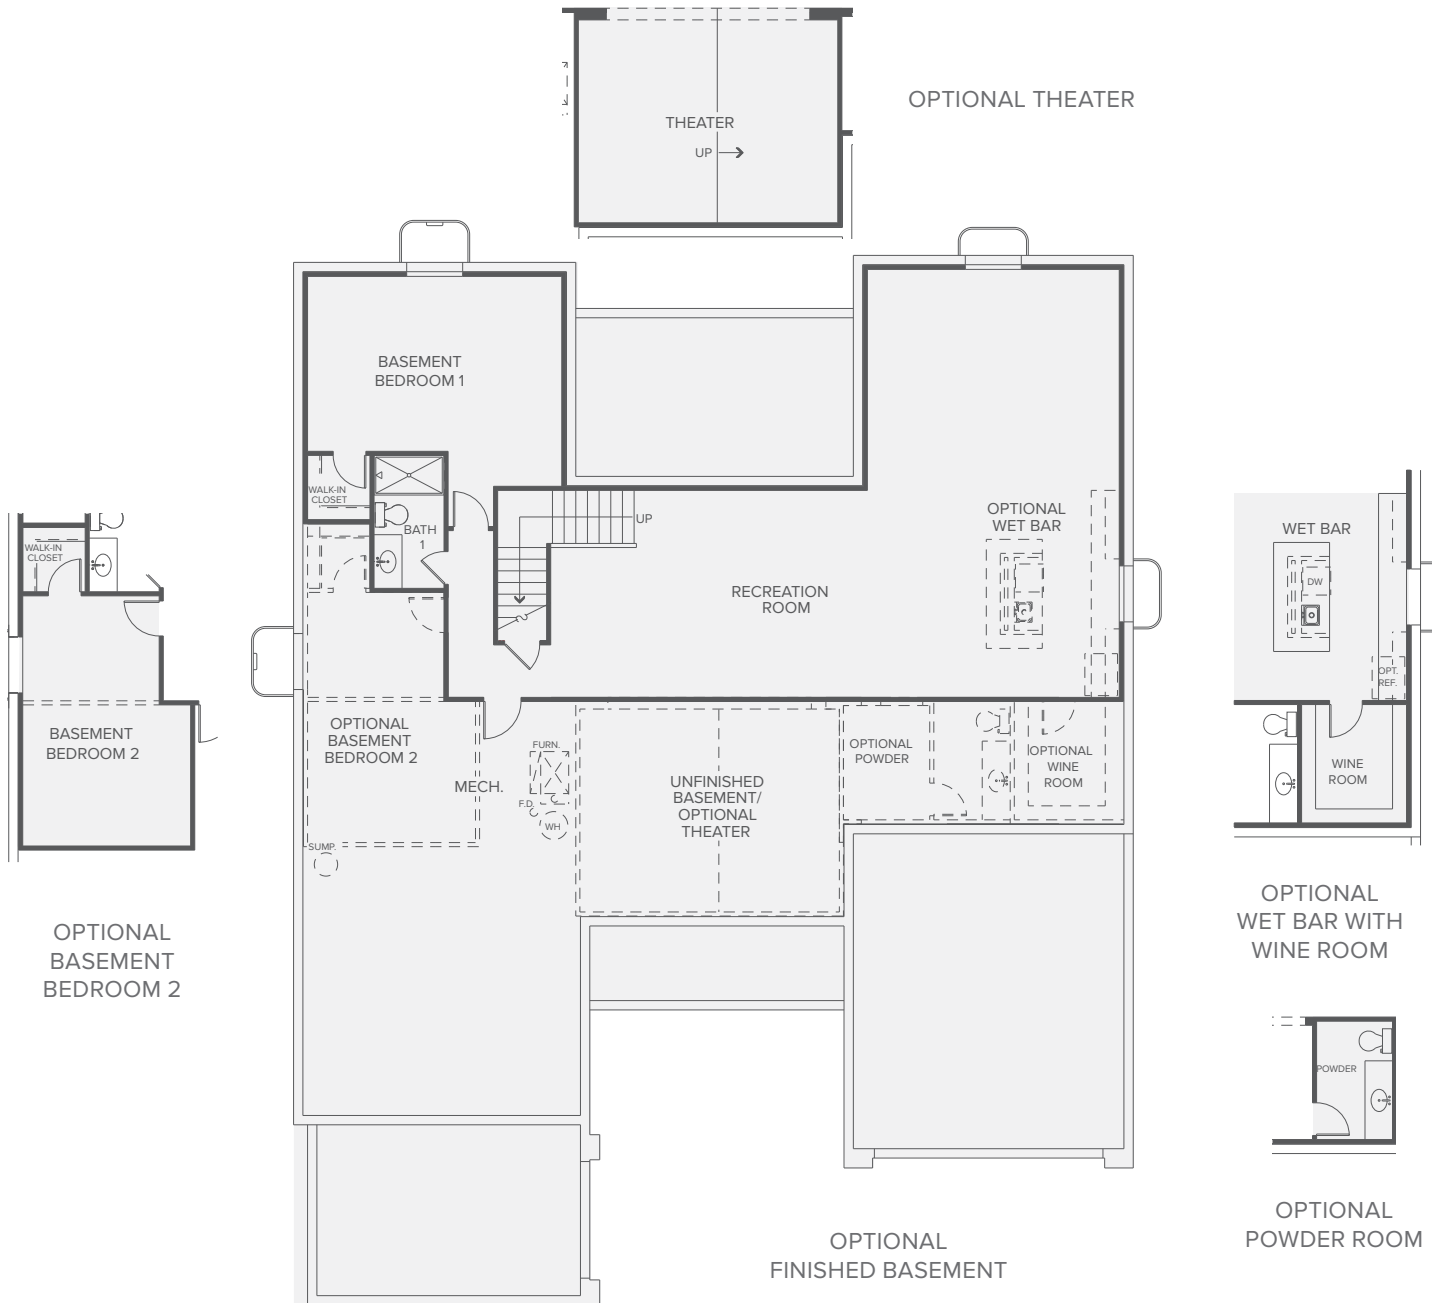 THEATER
UP
OPTIONAL THEATER
BASEMENT
BEDROOM 1
WALK-IN
CLOSET
BATH
1
UP
RECREATION
ROOM
OPTIONAL
WET BAR
OPTIONAL
BASEMENT
BEDROOM 2
MECH.
FURN.
F.D.
WH
SUMP.
UNFINISHED
BASEMENT/
OPTIONAL
THEATER
OPTIONAL
POWDER
OPTIONAL
WINE
ROOM
OPTIONAL
FINISHED BASEMENT
WALK-IN
CLOSET
BASEMENT
BEDROOM 2
OPTIONAL
BASEMENT
BEDROOM 2
WET BAR
DW
OPT.
REF.
WINE
ROOM
OPTIONAL
WET BAR WITH
WINE ROOM
POWDER
OPTIONAL
POWDER ROOM